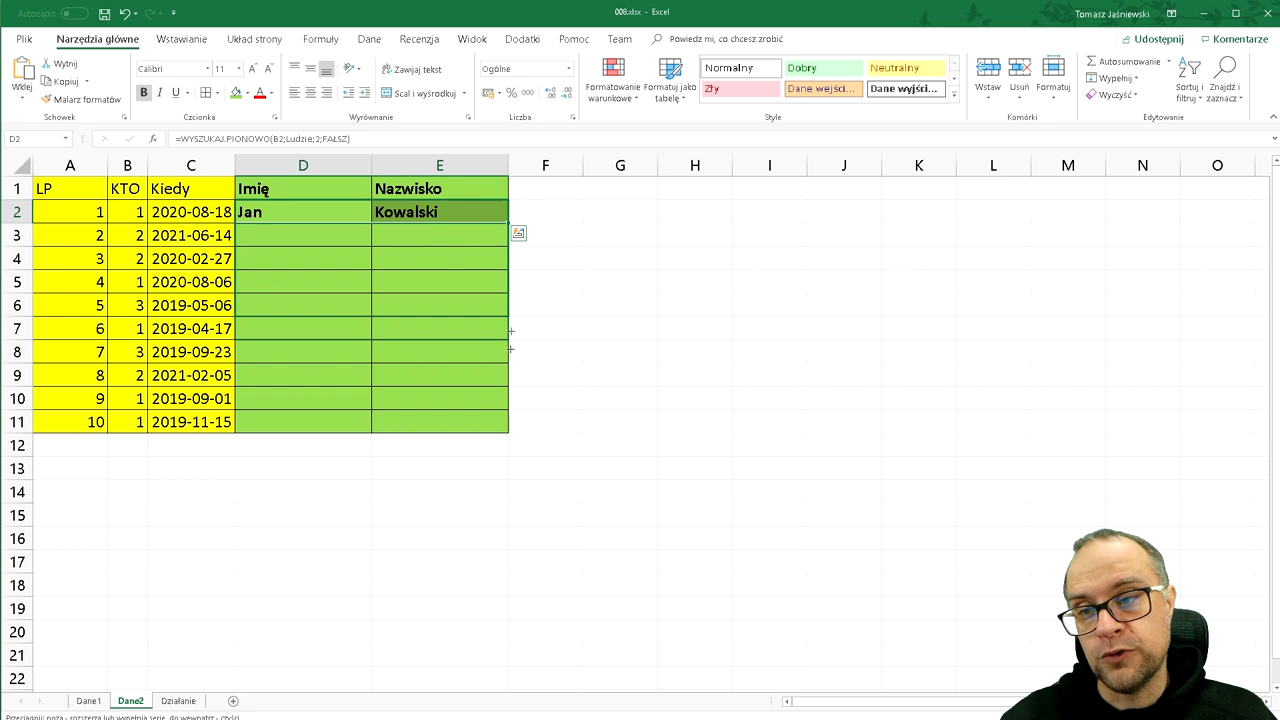 Autozapis
008.xlsx - Excel
Tomasz Jaśniewski
Plik Narzędzia główne Wstawianie Układ strony Formuły Dane Recenzja Widok Dodatki Pomoc Team Powiedz mi, co chcesz zrobić Udostępnij Komentarze
Wklej
Wytnij
Kopiuj
Malarz formatów
Calibri 11
B I U A
Zawijaj tekst
Scal i wyśrodkuj
Ogólne
% 000
Formatowanie warunkowe
Formatuj jako tabelę
Normalny Dobry Neutralny
Zły Dane wejści... Dane wyjści...
Wstaw Usuń Formatuj
Autosumowanie
Wypełnij
Wyczyść
Sortuj i filtruj
Znajdź i zaznacz
Schowek Czcionka Wyrównanie Liczba Style Komórki Edytowanie
D2 fx =WYSZUKAJ.PIONOWO(B2;Ludzie;2;FAŁSZ)
A B C D E F G H I J K L M N O
1 LP KTO Kiedy Imię Nazwisko
2 1 1 2020-08-18 Jan Kowalski
3 2 2 2021-06-14
4 3 2 2020-02-27
5 4 1 2020-08-06
6 5 3 2019-05-06
7 6 1 2019-04-17
8 7 3 2019-09-23
9 8 2 2021-02-05
10 9 1 2019-09-01
11 10 1 2019-11-15
12
13
14
15
16
17
18
19
20
21
22
Dane1 Dane2 Działanie